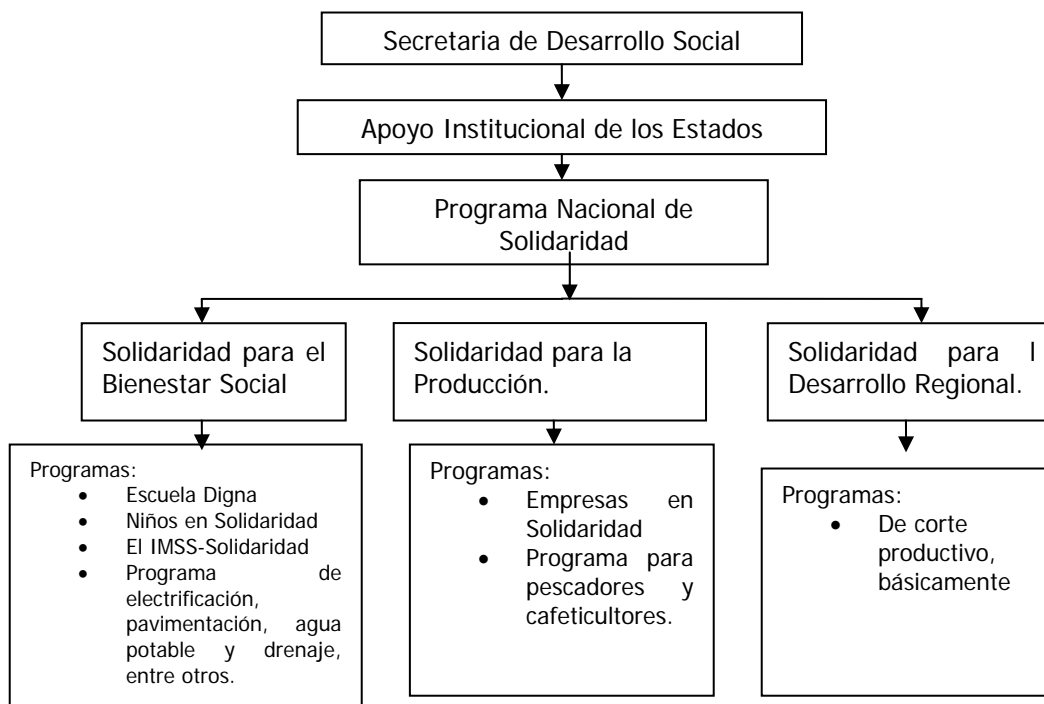 Secretaria de Desarrollo Social
Apoyo Institucional de los Estados
Programa Nacional de
Solidaridad
Solidaridad para el
Bienestar Social
Solidaridad para la
Producción.
Solidaridad para l
Desarrollo Regional.
Programas:
• Escuela Digna
• Niños en Solidaridad
• El IMSS-Solidaridad
• Programa de
electrificación,
pavimentación, agua
potable y drenaje,
entre otros.
Programas:
• Empresas en
Solidaridad
• Programa para
pescadores y
cafeticultores.
Programas:
• De corte
productivo,
básicamente